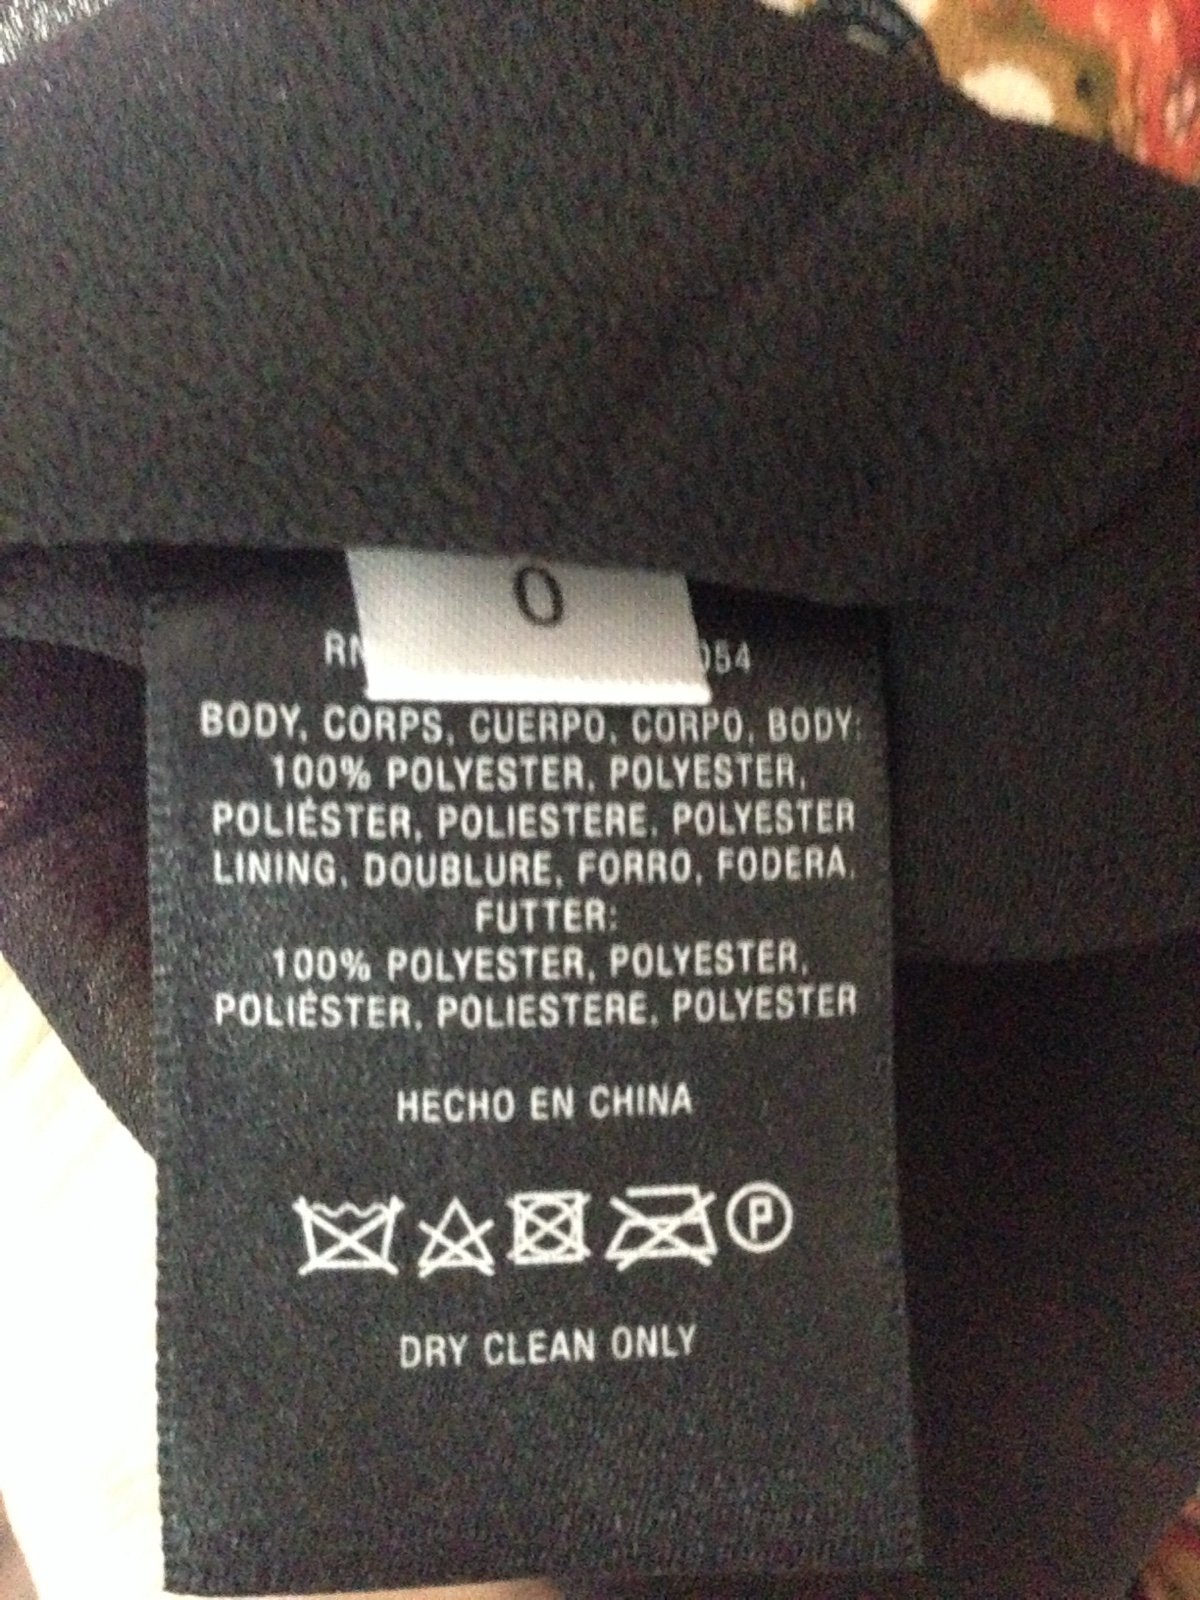 0
BODY, CORPS, CUERPO, CORPO, BODY:
100% POLYESTER, POLYESTER,
POLIÉSTER, POLIESTERE, POLYESTER
LINING, DOUBLURE, FORRO, FODERA,
FUTTER:
100% POLYESTER, POLYESTER,
POLIÉSTER, POLIESTERE, POLYESTER
HECHO EN CHINA
P
DRY CLEAN ONLY